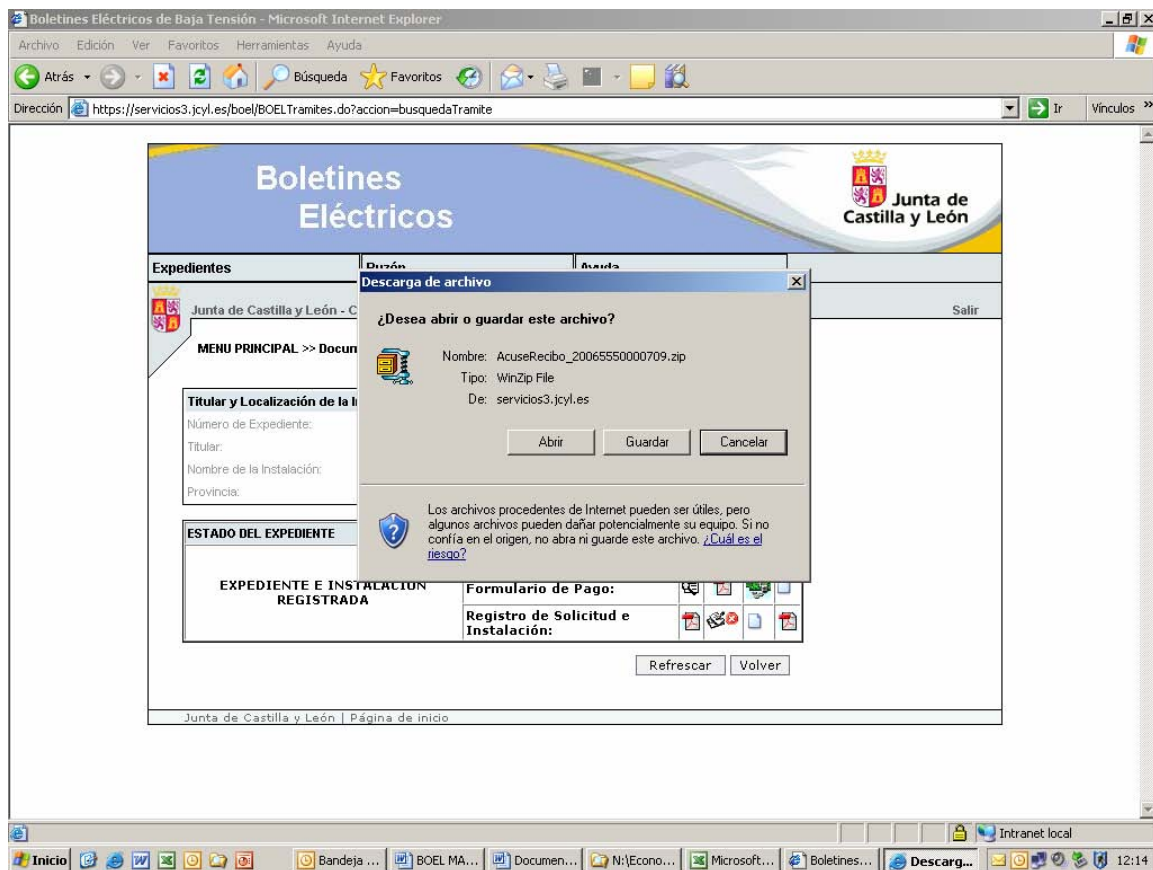 Boletines Eléctricos de Baja Tensión - Microsoft Internet Explorer
Archivo Edición Ver Favoritos Herramientas Ayuda
Atrás Búsqueda Favoritos
Dirección https://servicios3.jcyl.es/boel/BOELTramites.do?accion=busquedaTramite Ir Vínculos »
Boletines
Eléctricos
Junta de
Castilla y León
Expedientes Buzón Ayuda
Junta de Castilla y León - C
Salir
MENU PRINCIPAL >> Docum
Descarga de archivo
¿Desea abrir o guardar este archivo?
Nombre: AcuseRecibo_20065550000709.zip
Tipo: WinZip File
De: servicios3.jcyl.es
Abrir Guardar Cancelar
Los archivos procedentes de Internet pueden ser útiles, pero
algunos archivos pueden dañar potencialmente su equipo. Si no
confía en el origen, no abra ni guarde este archivo. ¿Cuál es el
riesgo?
Titular y Localización de la I
Número de Expediente:
Titular:
Nombre de la Instalación:
Provincia:
ESTADO DEL EXPEDIENTE
EXPEDIENTE E INSTALACION
REGISTRADA
Formulario de Pago:
Registro de Solicitud e
Instalación:
Refrescar Volver
Junta de Castilla y León | Página de inicio
Intranet local
Inicio Bandeja ... BOEL MA... Documen... N:\Econo... Microsoft... Boletines... Descarg... 12:14